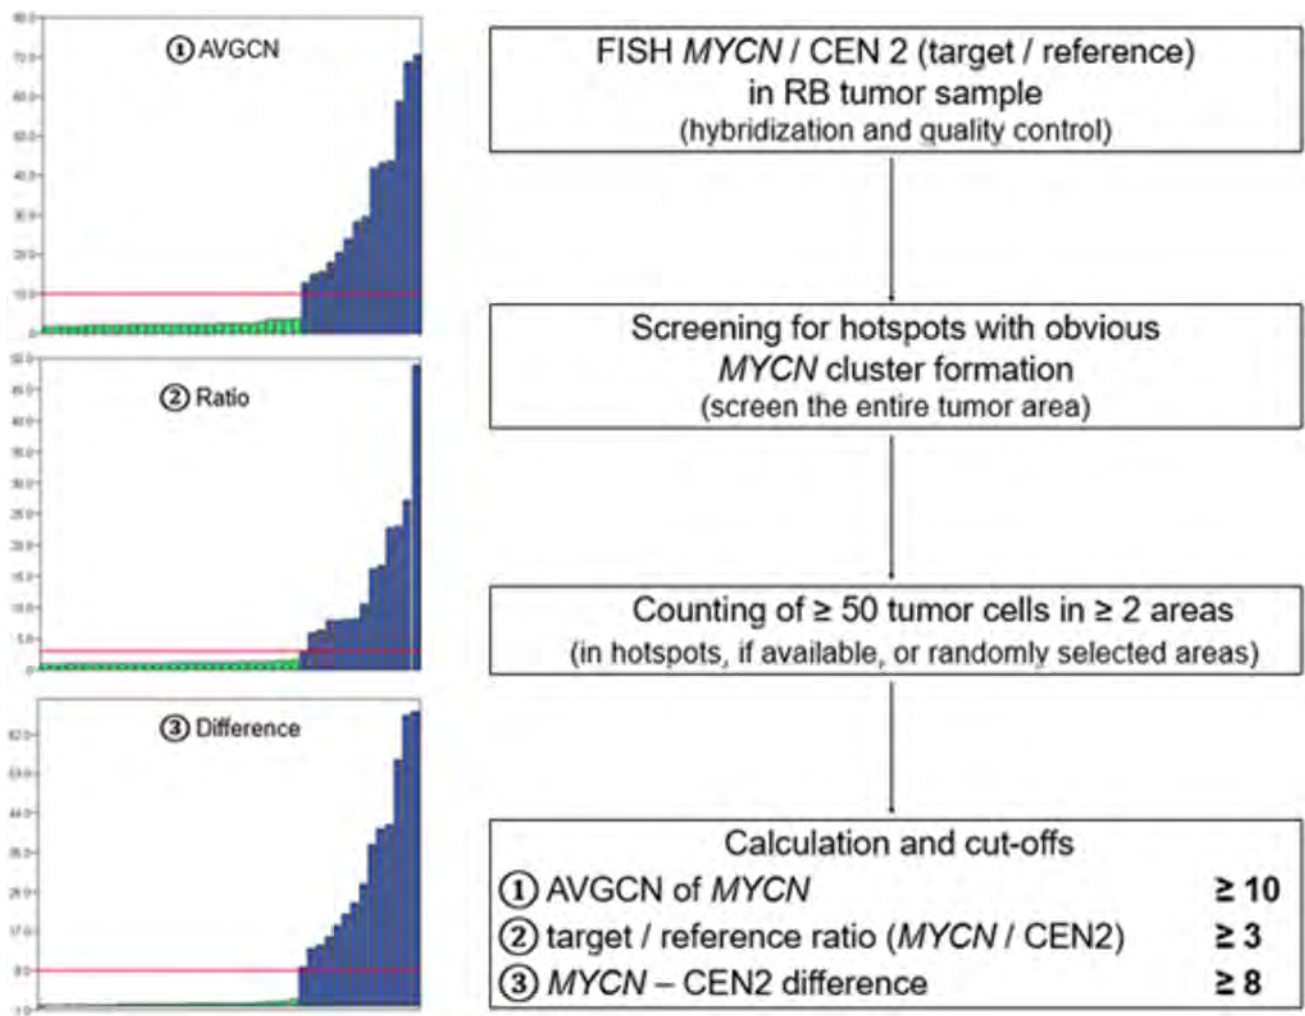 ① AVGCN
② Ratio
③ Difference
FISH MYCN / CEN 2 (target / reference)
in RB tumor sample
(hybridization and quality control)
Screening for hotspots with obvious
MYCN cluster formation
(screen the entire tumor area)
Counting of ≥ 50 tumor cells in ≥ 2 areas
(in hotspots, if available, or randomly selected areas)
Calculation and cut-offs
① AVGCN of MYCN ≥ 10
② target / reference ratio (MYCN / CEN2) ≥ 3
③ MYCN – CEN2 difference ≥ 8